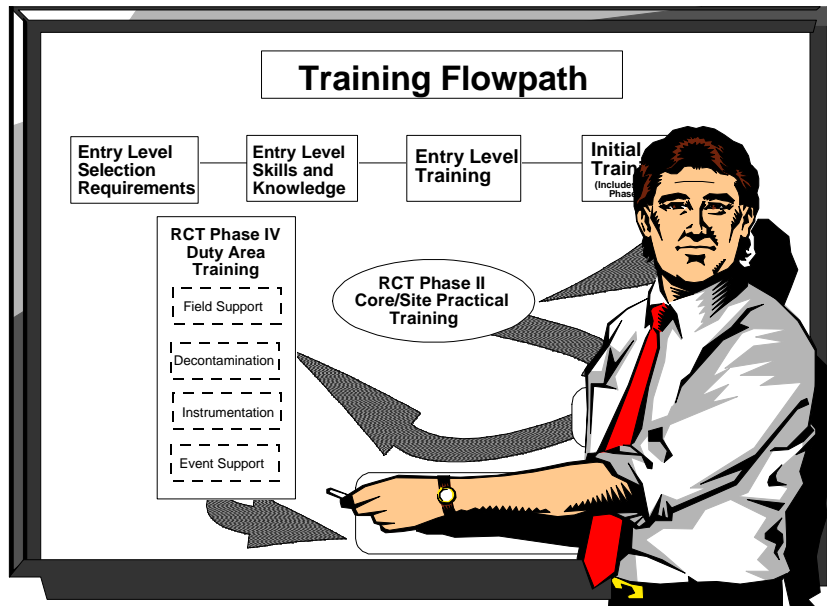 Training Flowpath
Entry Level
Selection
Requirements
Entry Level
Skills and
Knowledge
Entry Level
Training
Initial
(Includes
RCT Phase IV
Duty Area
Training
Field Support
Decontamination
Instrumentation
Event Support
RCT Phase II
Core/Site Practical
Training